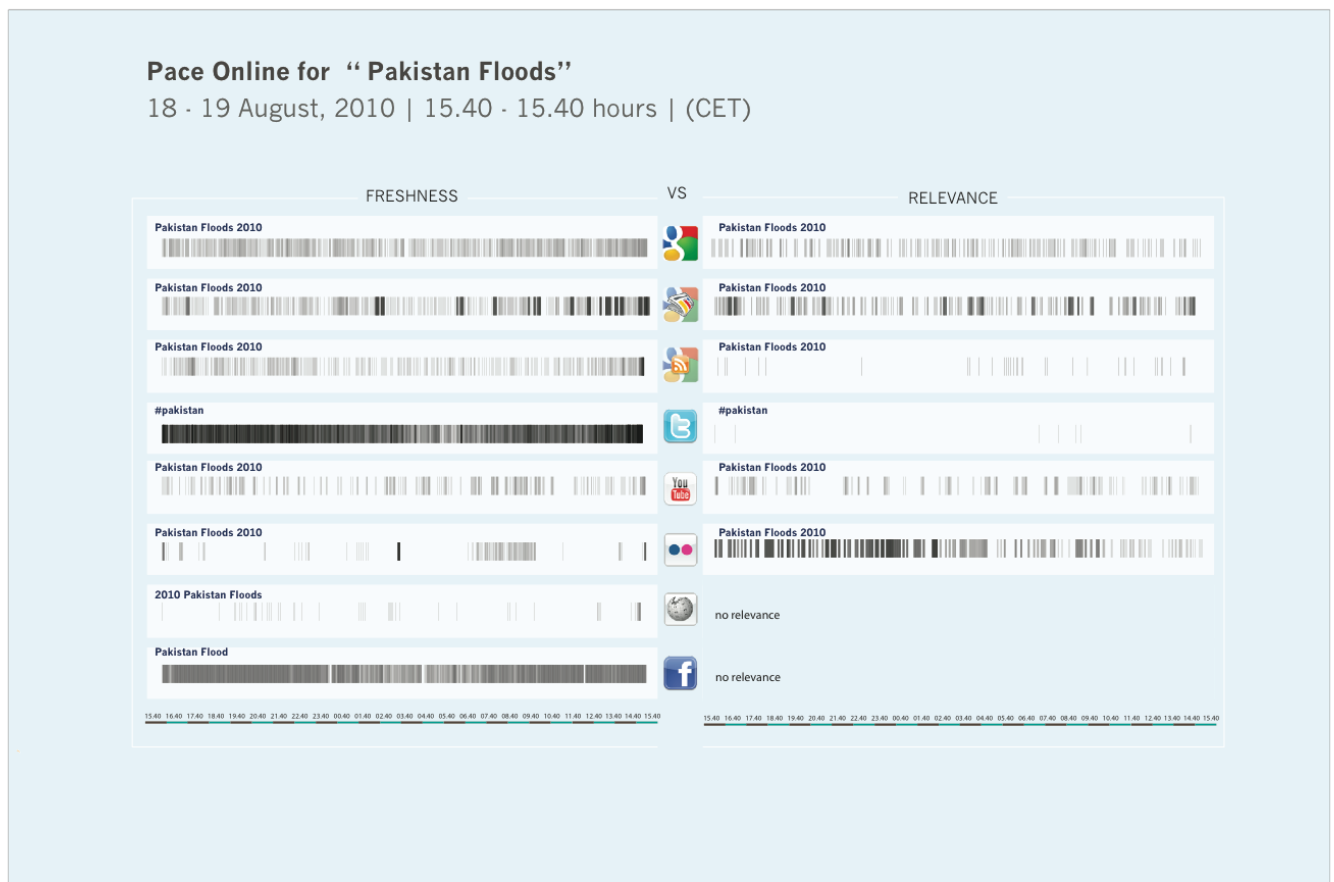 Pace Online for “ Pakistan Floods”
18 - 19 August, 2010 | 15.40 - 15.40 hours | (CET)
FRESHNESS
VS
RELEVANCE
Pakistan Floods 2010
Pakistan Floods 2010
Pakistan Floods 2010
Pakistan Floods 2010
Pakistan Floods 2010
Pakistan Floods 2010
#pakistan
#pakistan
Pakistan Floods 2010
You Tube
Pakistan Floods 2010
Pakistan Floods 2010
Pakistan Floods 2010
2010 Pakistan Floods
no relevance
Pakistan Flood
no relevance
15.40 16.40 17.40 18.40 19.40 20.40 21.40 22.40 23.40 00.40 01.40 02.40 03.40 04.40 05.40 06.40 07.40 08.40 09.40 10.40 11.40 12.40 13.40 14.40 15.40
15.40 16.40 17.40 18.40 19.40 20.40 21.40 22.40 23.40 00.40 01.40 02.40 03.40 04.40 05.40 06.40 07.40 08.40 09.40 10.40 11.40 12.40 13.40 14.40 15.40